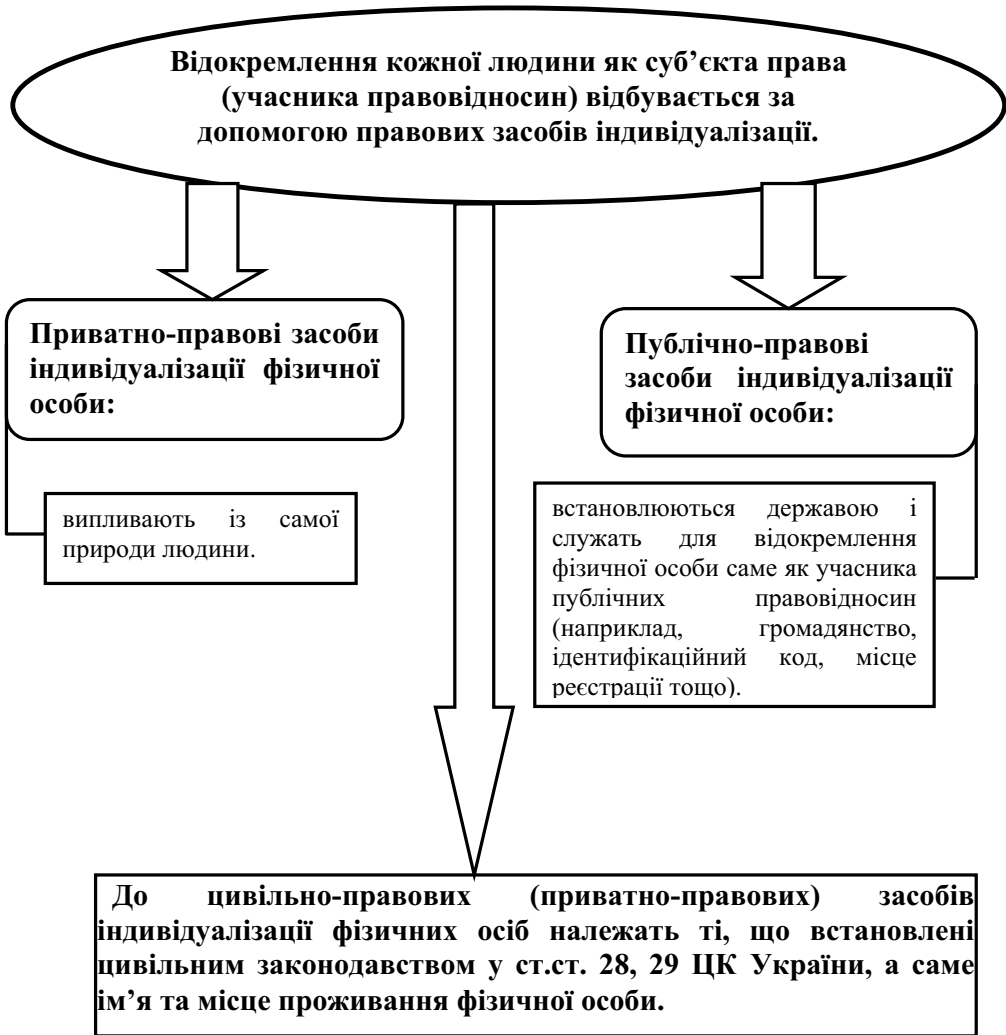 Відокремлення кожної людини як суб’єкта права
(учасника правовідносин) відбувається за
допомогою правових засобів індивідуалізації.
Приватно-правові засоби
індивідуалізації фізичної
особи:
випливають із самої
природи людини.
Публічно-правові
засоби індивідуалізації
фізичної особи:
встановлюються державою і
служать для відокремлення
фізичної особи саме як учасника
публічних правовідносин
(наприклад, громадянство,
ідентифікаційний код, місце
реєстрації тощо).
До цивільно-правових (приватно-правових) засобів
індивідуалізації фізичних осіб належать ті, що встановлені
цивільним законодавством у ст.ст. 28, 29 ЦК України, а саме
ім’я та місце проживання фізичної особи.